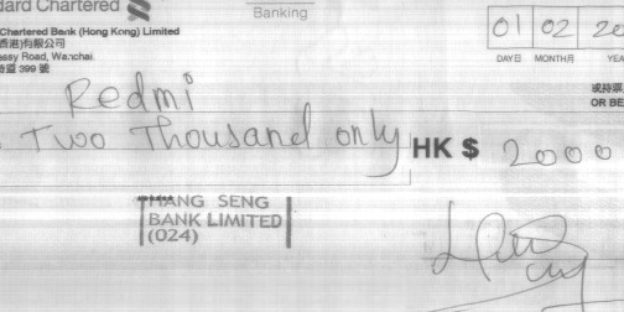 dard Chartered
Banking
Chartered Bank (Hong Kong) Limited
香港)有限公司
essy Road, Wanchai
道 399 號
01 02 20
DAY日 MONTH月 YEA
或持票
OR BE
Redmi
Two Thousand only
HK $ 2000
HANG SENG
BANK LIMITED
(024)